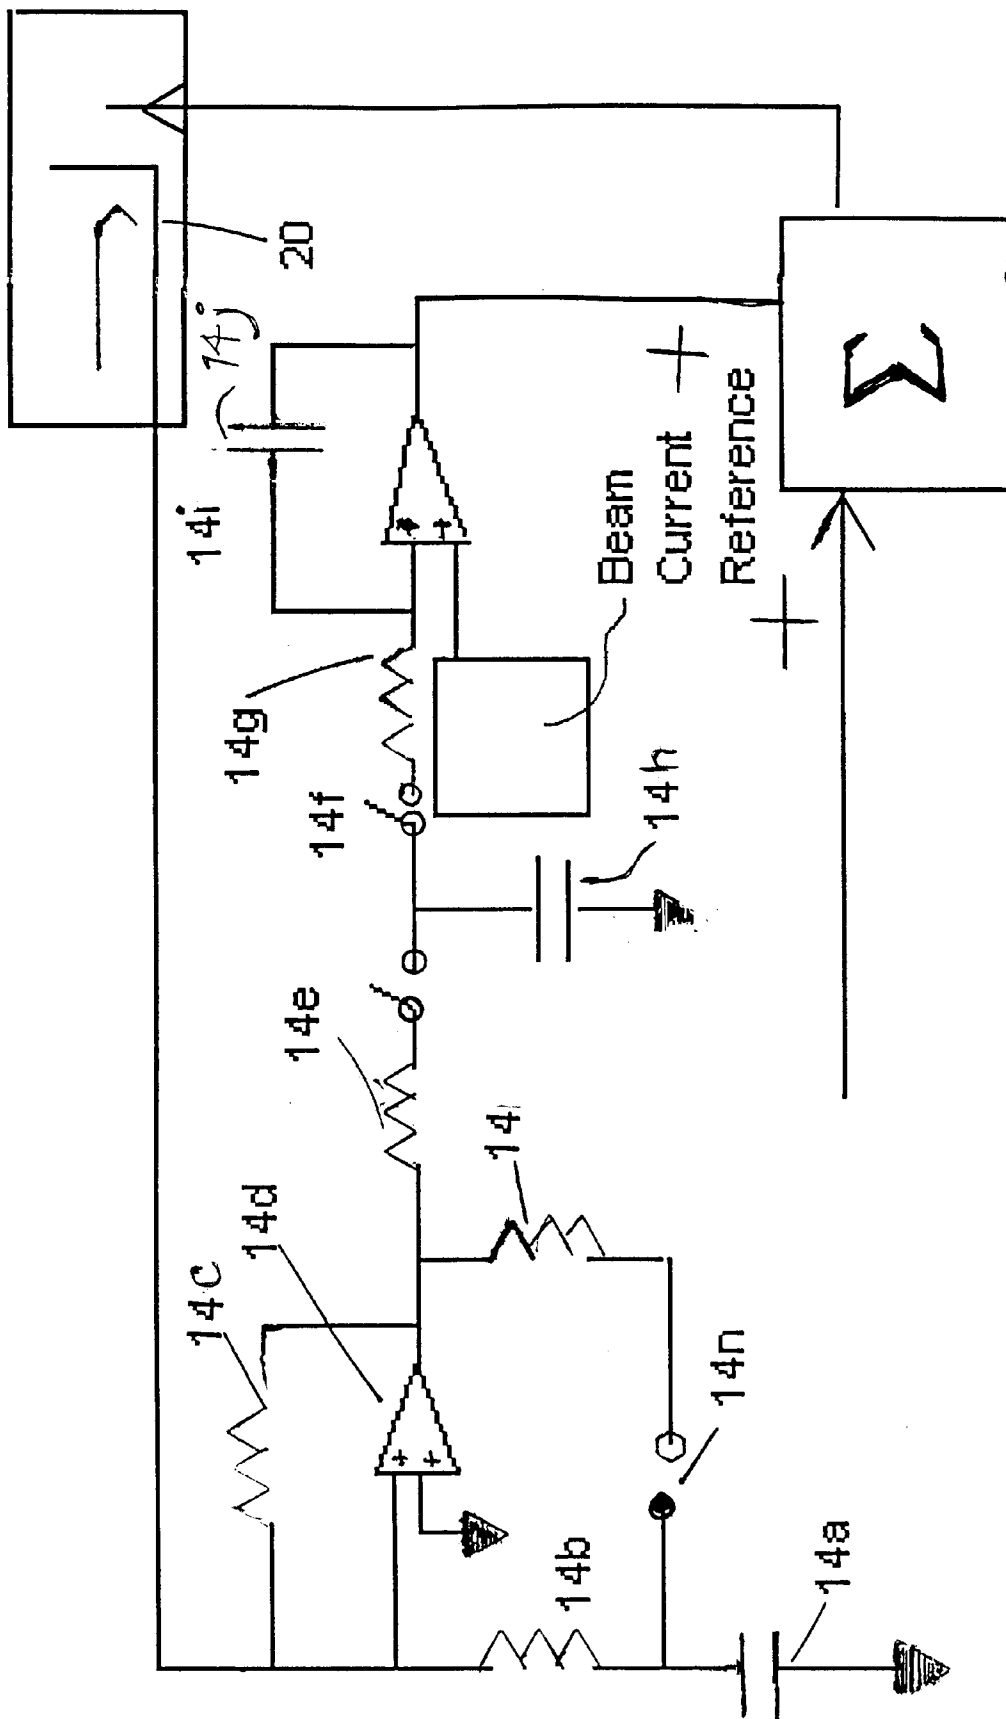 20
14j
14i
14g
14f
14h
14e
14
14d
14c
14n
14b
14a
Beam
Current
Reference
+
+
Σ
+
+
+